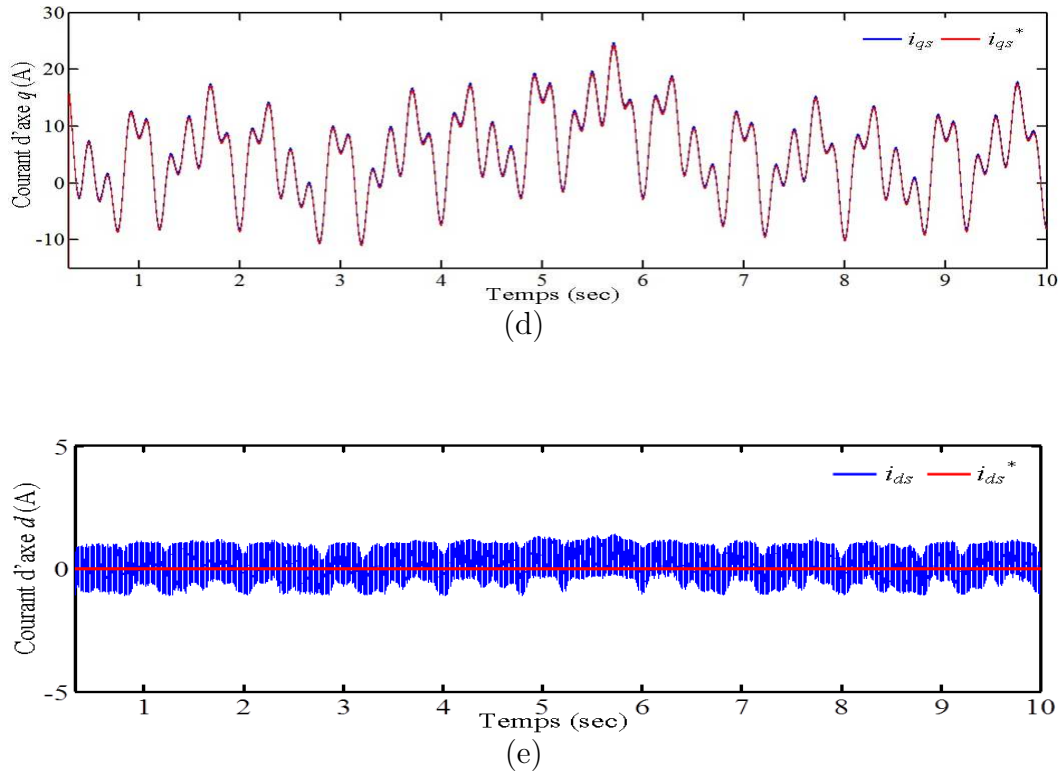 30
20
10
0
-10
Courant d'axe q (A)
i_qs i_qs*
1 2 3 4 5 6 7 8 9 10
Temps (sec)
(d)
5
0
-5
Courant d'axe d (A)
i_ds i_ds*
1 2 3 4 5 6 7 8 9 10
Temps (sec)
(e)